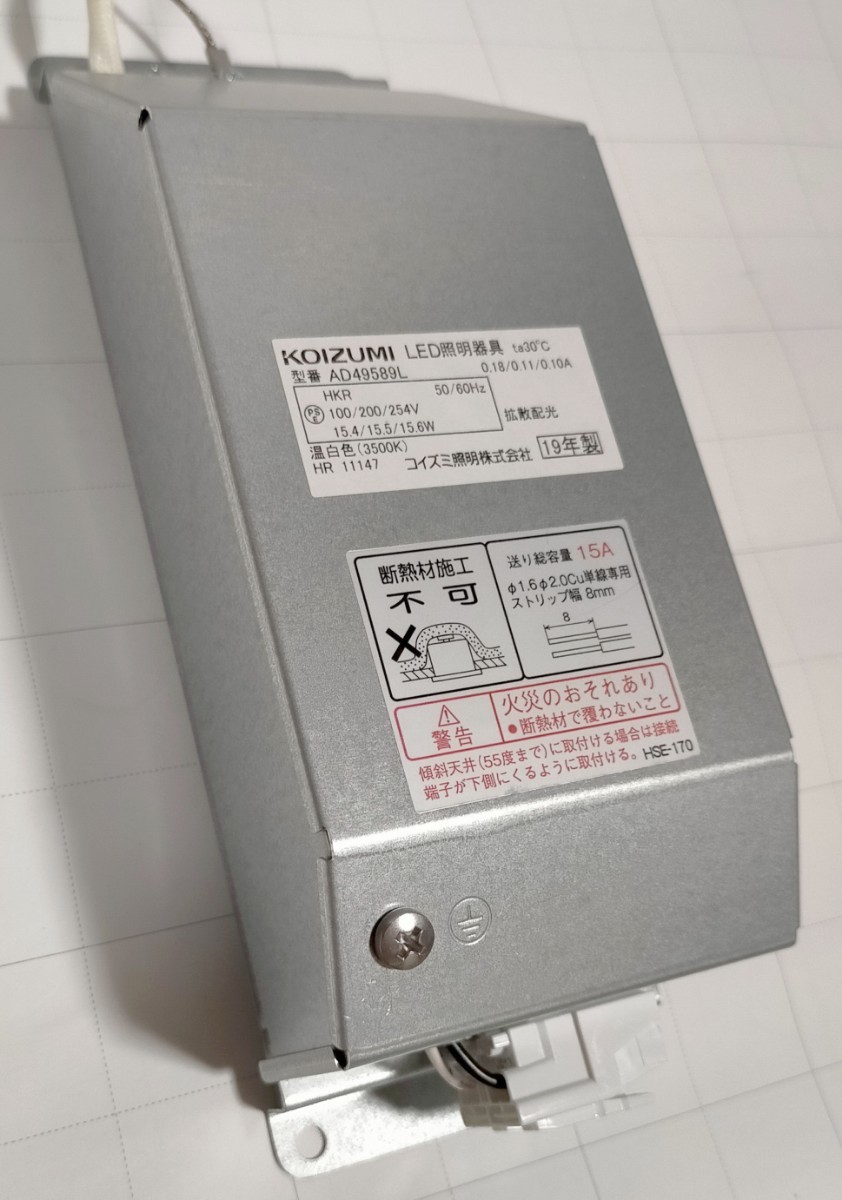 KOIZUMI LED照明器具 ta30℃
型番 AD49589L 0.18/0.11/0.10A
HKR 50/60Hz
PSE 100/200/254V
15.4/15.5/15.6W 拡散配光
温白色(3500K)
HR 11147 コイズミ照明株式会社 19年製
断熱材施工
不可
送り総容量 15A
φ1.6φ2.0Cu単線専用
ストリップ幅 8mm
8
警告
火災のおそれあり
●断熱材で覆わないこと
傾斜天井(55度まで)に取付ける場合は接続
端子が下側にくるように取付ける。 HSE-170